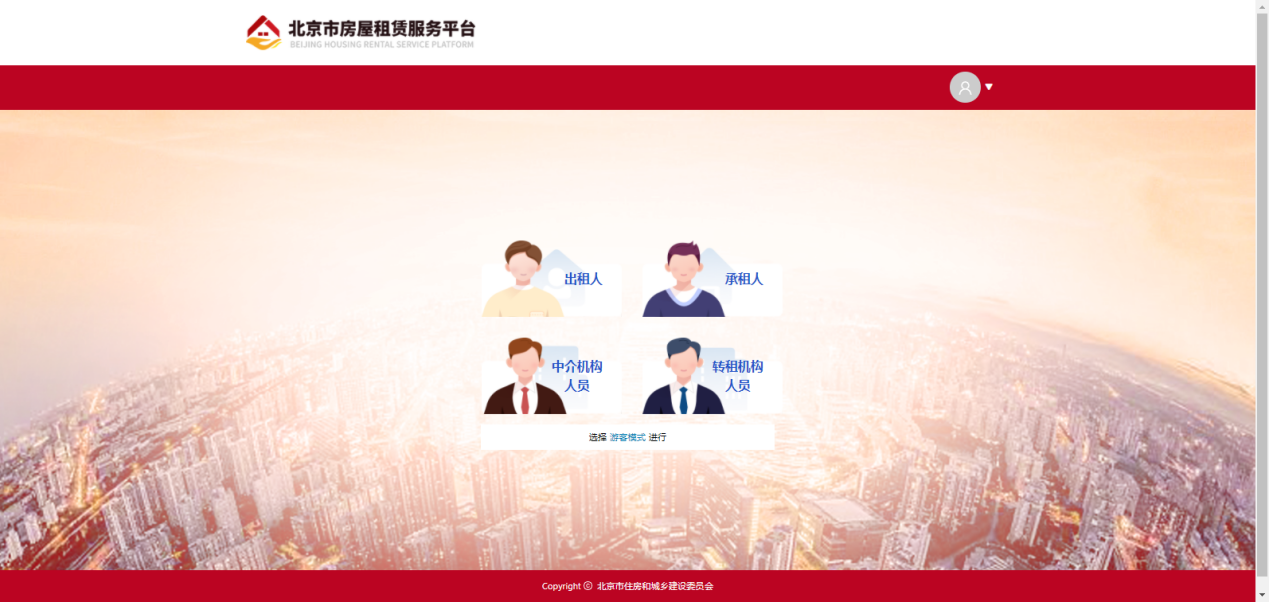 北京市房屋租赁服务平台
BEIJING HOUSING RENTAL SERVICE PLATFORM
出租人
承租人
中介机构
人员
转租机构
人员
选择 游客模式 进行
Copyright © 北京市住房和城乡建设委员会